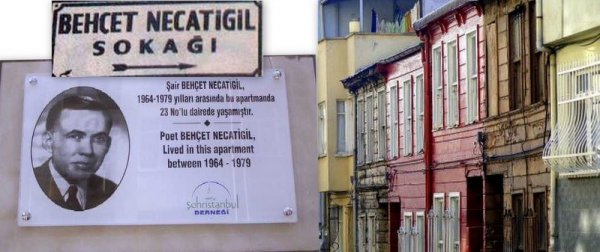 BEHÇET NECATİGİL
SOKAĞI
Şair BEHÇET NECATİGİL,
1964-1979 yılları arasında bu apartmanda
23 No'lu dairede yaşamıştır.
Poet BEHÇET NECATİGİL,
Lived in this apartment
between 1964 - 1979
Şehristanbul
DERNEĞİ